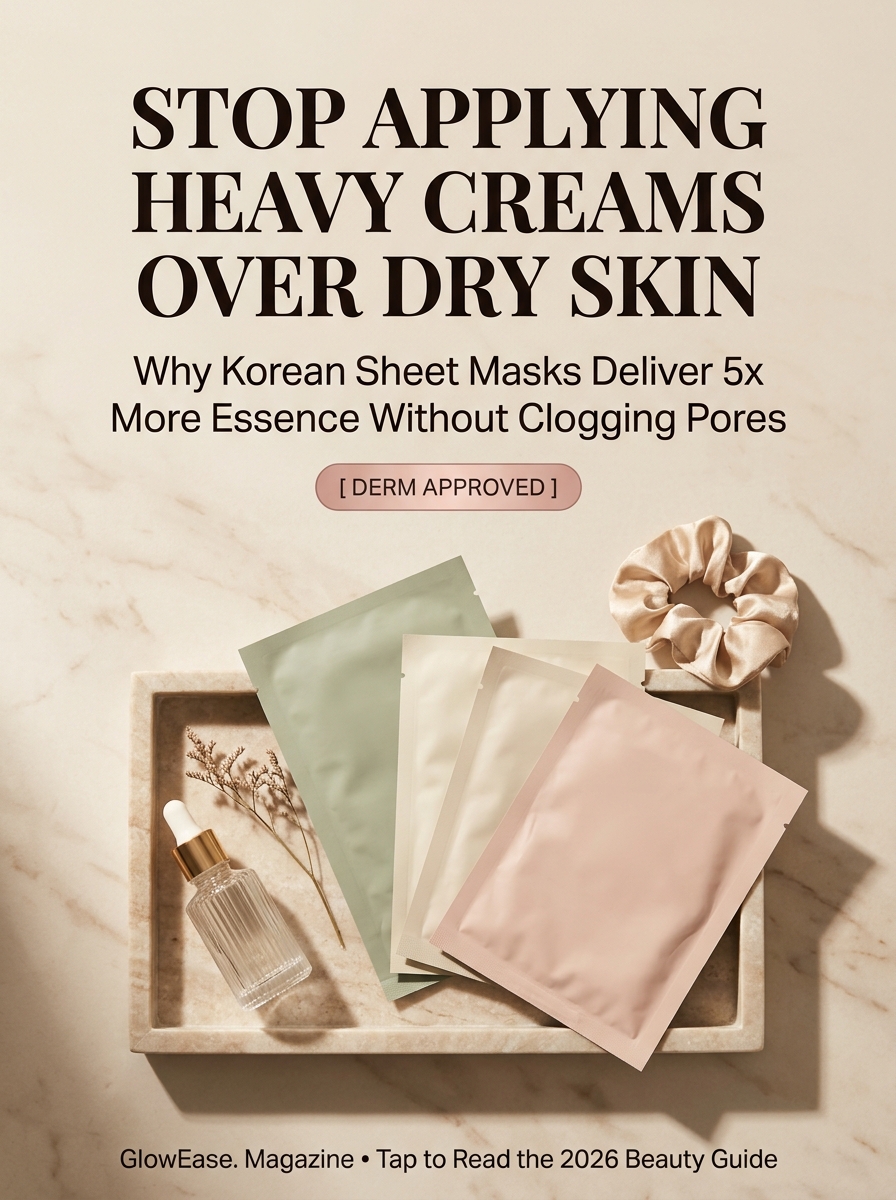 STOP APPLYING
HEAVY CREAMS
OVER DRY SKIN
Why Korean Sheet Masks Deliver 5x
More Essence Without Clogging Pores
[ DERM APPROVED ]
GlowEase. Magazine • Tap to Read the 2026 Beauty Guide